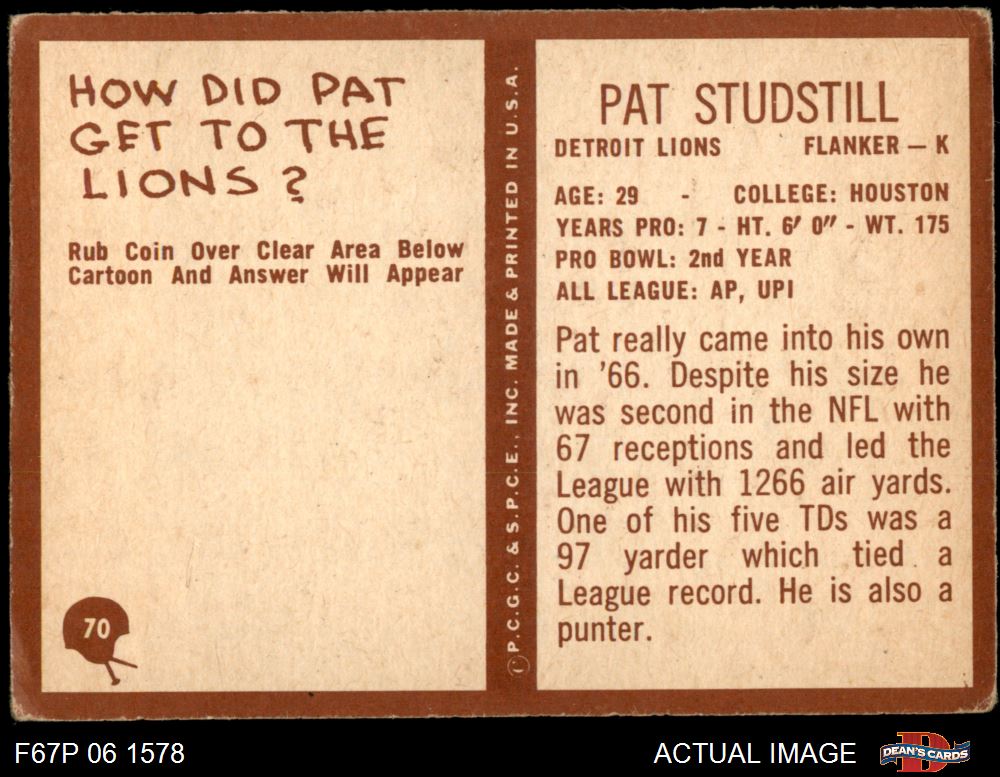 HOW DID PAT
GET TO THE
LIONS?
Rub Coin Over Clear Area Below
Cartoon And Answer Will Appear
70
©P.C.G.C. & S.P.C.E., INC. MADE & PRINTED IN U.S.A.
PAT STUDSTILL
DETROIT LIONS FLANKER — K
AGE: 29 - COLLEGE: HOUSTON
YEARS PRO: 7 - HT. 6′ 0″ - WT. 175
PRO BOWL: 2nd YEAR
ALL LEAGUE: AP, UPI
Pat really came into his own
in '66. Despite his size he
was second in the NFL with
67 receptions and led the
League with 1266 air yards.
One of his five TDs was a
97 yarder which tied a
League record. He is also a
punter.
F67P 06 1578
ACTUAL IMAGE
D
DEAN'S CARDS